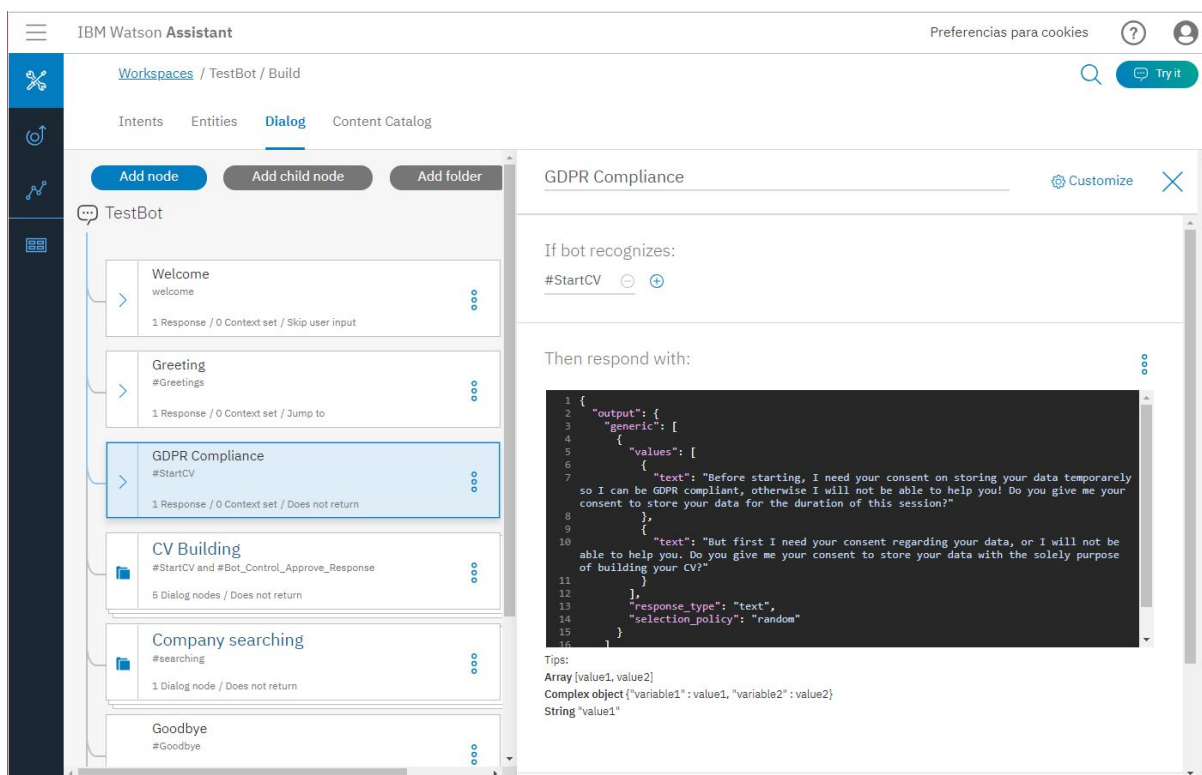 IBM Watson Assistant
Preferencias para cookies
?
Workspaces / TestBot / Build
Try it
Intents Entities Dialog Content Catalog
Add node Add child node Add folder
TestBot
Welcome
welcome
1 Response / 0 Context set / Skip user input
Greeting
#Greetings
1 Response / 0 Context set / Jump to
GDPR Compliance
#StartCV
1 Response / 0 Context set / Does not return
CV Building
#StartCV and #Bot_Control_Approve_Response
5 Dialog nodes / Does not return
Company searching
#searching
1 Dialog node / Does not return
Goodbye
#Goodbye
GDPR Compliance
Customize
If bot recognizes:
#StartCV
Then respond with:
1 {
2 "output": {
3 "generic": [
4 {
5 "values": [
6 {
7 "text": "Before starting, I need your consent on storing your data temporarely
so I can be GDPR compliant, otherwise I will not be able to help you! Do you give me your
consent to store your data for the duration of this session?"
8 },
9 {
10 "text": "But first I need your consent regarding your data, or I will not be
able to help you. Do you give me your consent to store your data with the solely purpose
of building your CV?"
11 }
12 ],
13 "response_type": "text",
14 "selection_policy": "random"
15 }
16 ]
Tips:
Array [value1, value2]
Complex object {"variable1" : value1, "variable2" : value2}
String "value1"